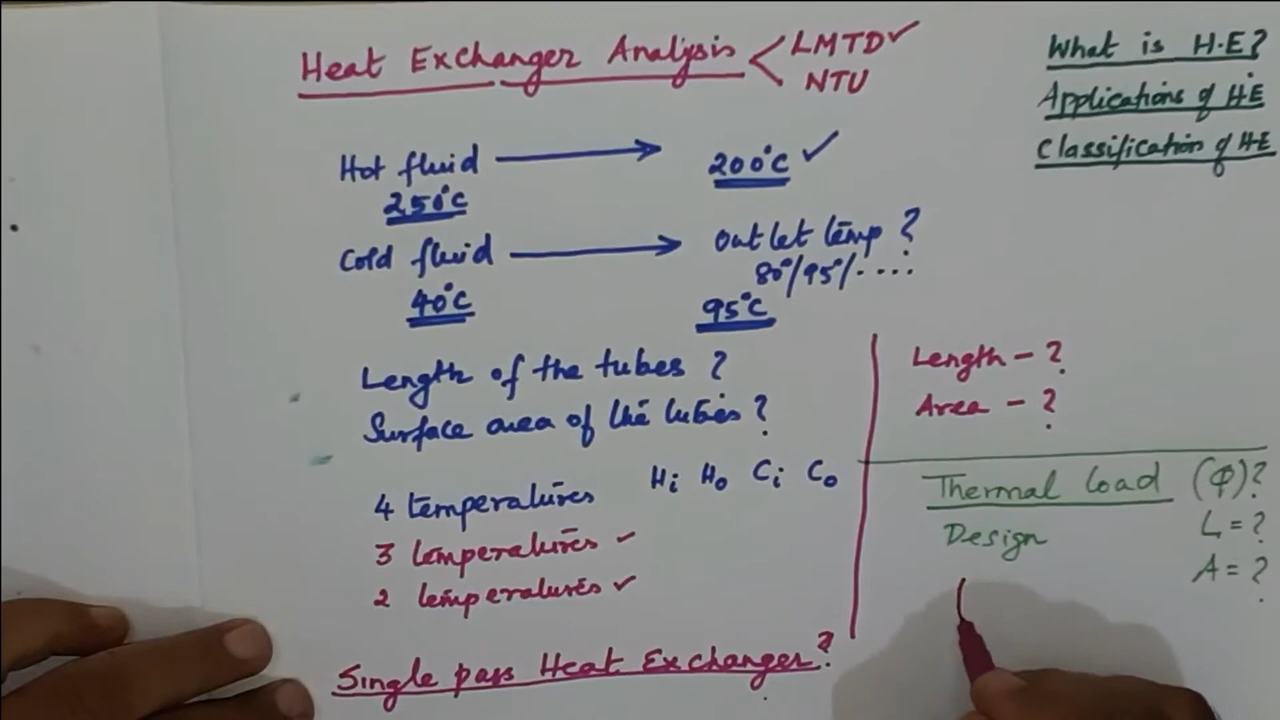 Heat Exchanger Analysis < LMTD ✓
NTU
What is H.E?
Applications of HE
Classification of HE
Hot fluid ⟶ 200°C ✓
250°C
Cold fluid ⟶ Outlet temp ?
80°/95°/....
40°C
95°C
Length of the tubes ?
Surface area of the tubes ?
4 temperatures Hi Ho Ci Co
3 temperatures ✓
2 temperatures ✓
Single pass Heat Exchanger?
Length - ?
Area - ?
Thermal Load (φ)?
Design L = ?
A = ?